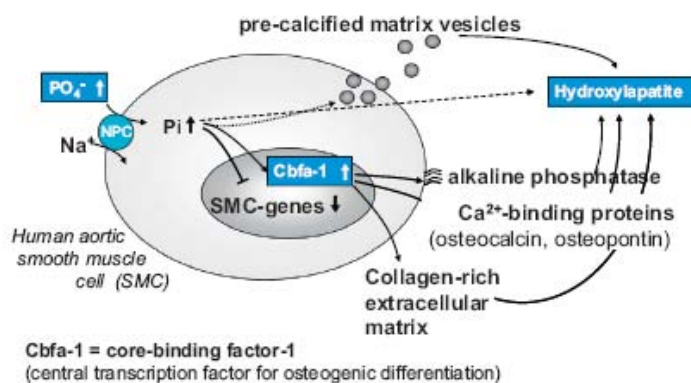 pre-calcified matrix vesicles
PO₄⁻ ↑
Hydroxylapatite
NPC
Na⁺
Pi ↑
Cbfa-1 ↑
alkaline phosphatase
SMC-genes ↓
Ca²⁺-binding proteins
(osteocalcin, osteopontin)
Human aortic
smooth muscle
cell (SMC)
Collagen-rich
extracellular
matrix
Cbfa-1 = core-binding factor-1
(central transcription factor for osteogenic differentiation)